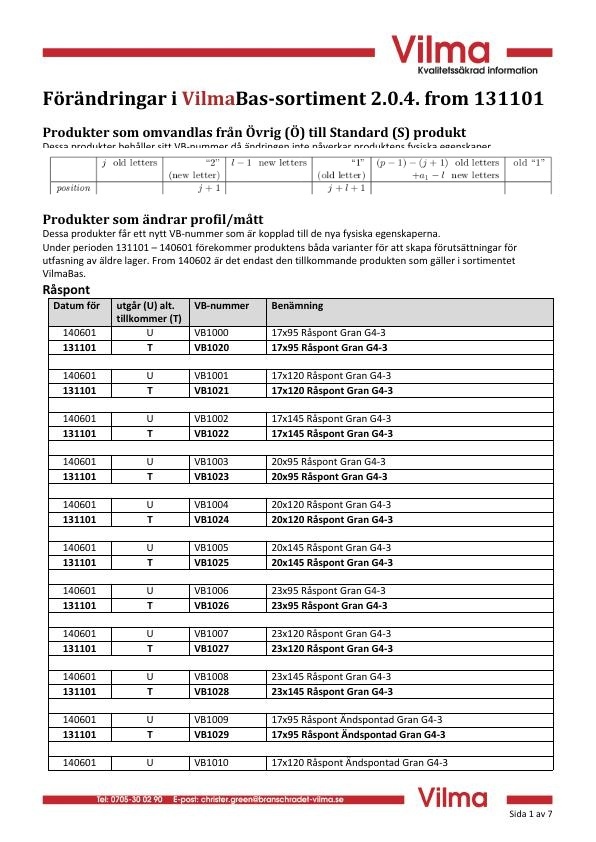 Vilma
Kvalitetssäkrad information
Förändringar i VilmaBas-sortiment 2.0.4. from 131101
Produkter som omvandlas från Övrig (Ö) till Standard (S) produkt
Dessa produkter behåller sitt VB-nummer då ändringen inte påverkar produktens fysiska egenskaper
j old letters "2" l − 1 new letters "1" (p − 1) − (j + 1) old letters old "1"
(new letter) (old letter) +a₁ − l new letters
position j + 1 j + l + 1
Produkter som ändrar profil/mått
Dessa produkter får ett nytt VB-nummer som är kopplad till de nya fysiska egenskaperna.
Under perioden 131101 – 140601 förekommer produktens båda varianter för att skapa förutsättningar för
utfasning av äldre lager. From 140602 är det endast den tillkommande produkten som gäller i sortimentet
VilmaBas.
Råspont
Datum för utgår (U) alt. VB-nummer Benämning
tillkommer (T)
140601 U VB1000 17x95 Råspont Gran G4-3
131101 T VB1020 17x95 Råspont Gran G4-3
140601 U VB1001 17x120 Råspont Gran G4-3
131101 T VB1021 17x120 Råspont Gran G4-3
140601 U VB1002 17x145 Råspont Gran G4-3
131101 T VB1022 17x145 Råspont Gran G4-3
140601 U VB1003 20x95 Råspont Gran G4-3
131101 T VB1023 20x95 Råspont Gran G4-3
140601 U VB1004 20x120 Råspont Gran G4-3
131101 T VB1024 20x120 Råspont Gran G4-3
140601 U VB1005 20x145 Råspont Gran G4-3
131101 T VB1025 20x145 Råspont Gran G4-3
140601 U VB1006 23x95 Råspont Gran G4-3
131101 T VB1026 23x95 Råspont Gran G4-3
140601 U VB1007 23x120 Råspont Gran G4-3
131101 T VB1027 23x120 Råspont Gran G4-3
140601 U VB1008 23x145 Råspont Gran G4-3
131101 T VB1028 23x145 Råspont Gran G4-3
140601 U VB1009 17x95 Råspont Ändspontad Gran G4-3
131101 T VB1029 17x95 Råspont Ändspontad Gran G4-3
140601 U VB1010 17x120 Råspont Ändspontad Gran G4-3
Tel: 0705-30 02 90 E-post: christer.green@branschradet-vilma.se
Vilma
Sida 1 av 7